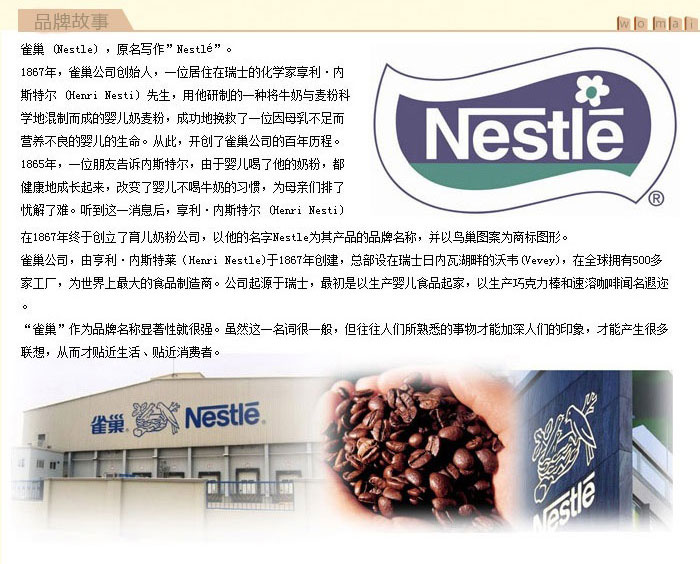 品牌故事
womai
雀巢 (Nestle) ，原名写作”Nestlé”。
1867年，雀巢公司创始人，一位居住在瑞士的化学家享利·内
斯特尔 (Henri Nesti) 先生，用他研制的一种将牛奶与麦粉科
学地混制而成的婴儿奶麦粉，成功地挽救了一位因母乳不足而
营养不良的婴儿的生命。从此，开创了雀巢公司的百年历程。
1865年，一位朋友告诉内斯特尔，由于婴儿喝了他的奶粉，都
健康地成长起来，改变了婴儿不喝牛奶的习惯，为母亲们排了
忧解了难。听到这一消息后，享利·内斯特尔 (Henri Nesti)
在1867年终于创立了育儿奶粉公司，以他的名字Nestle为其产品的品牌名称，并以鸟巢图案为商标图形。
雀巢公司，由亨利·内斯特莱 (Henri Nestle)于1867年创建，总部设在瑞士日内瓦湖畔的沃韦(Vevey)，在全球拥有500多
家工厂，为世界上最大的食品制造商。公司起源于瑞士，最初是以生产婴儿食品起家，以生产巧克力棒和速溶咖啡闻名遐迩
。
“雀巢”作为品牌名称显著性就很强。虽然这一名词很一般，但往往人们所熟悉的事物才能加深人们的印象，才能产生很多
联想，从而才贴近生活、贴近消费者。
Nestlé ®
雀巢® Nestlé®
Nestlé